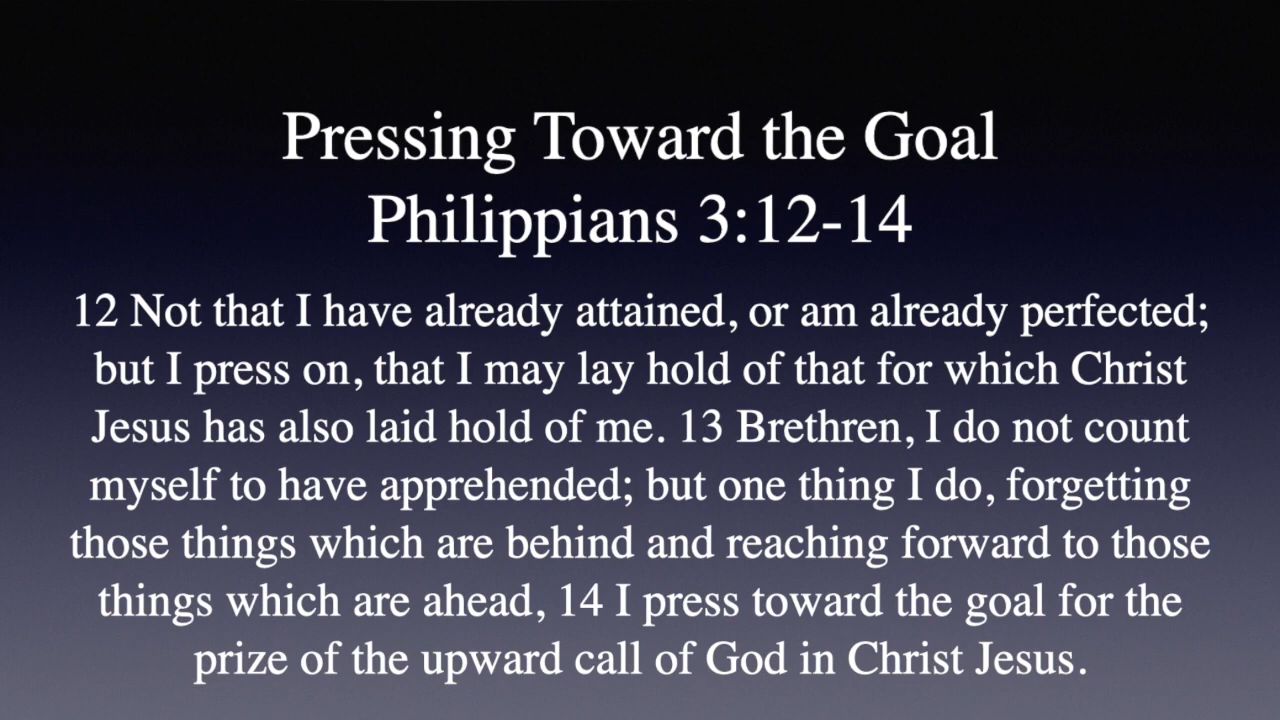 Pressing Toward the Goal
Philippians 3:12-14
12 Not that I have already attained, or am already perfected;
but I press on, that I may lay hold of that for which Christ
Jesus has also laid hold of me. 13 Brethren, I do not count
myself to have apprehended; but one thing I do, forgetting
those things which are behind and reaching forward to those
things which are ahead, 14 I press toward the goal for the
prize of the upward call of God in Christ Jesus.